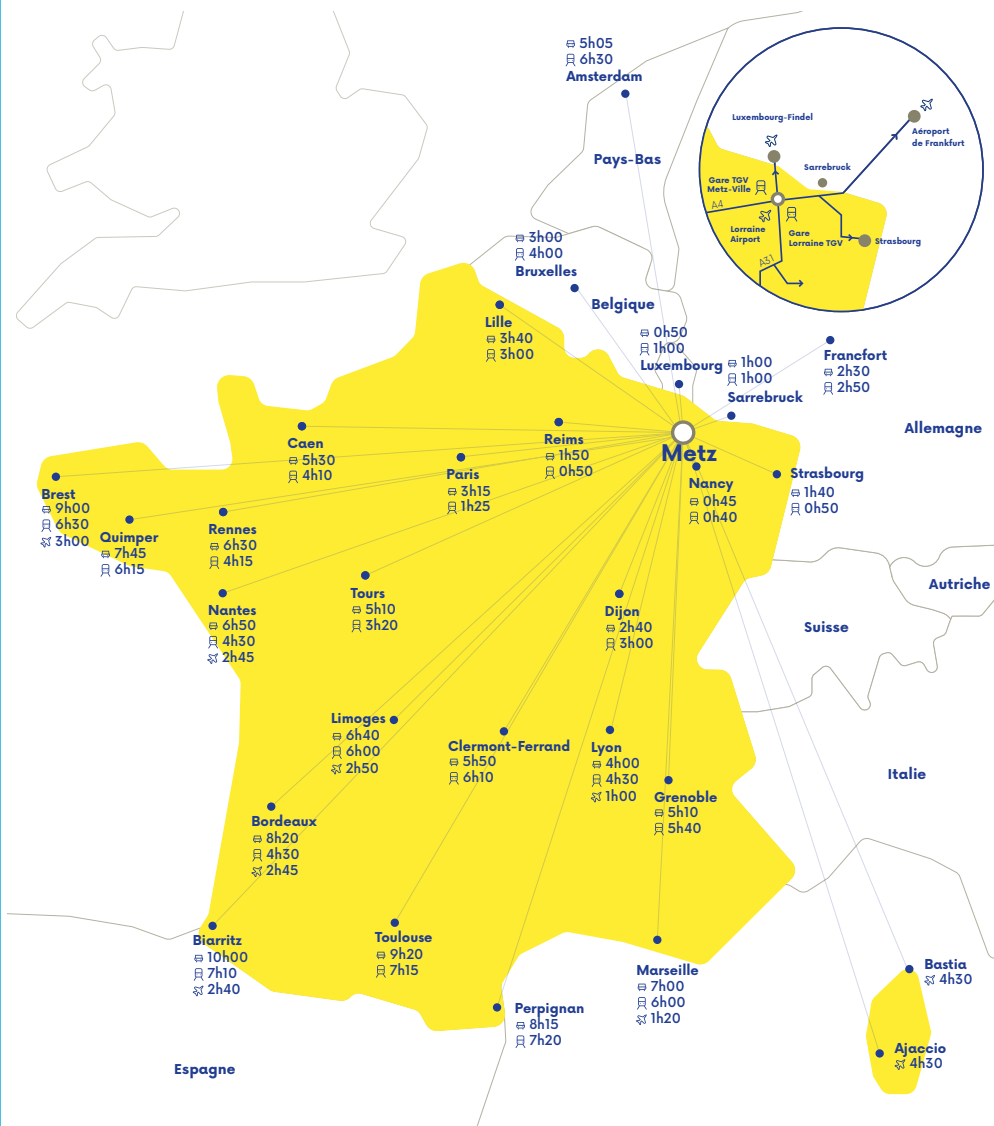 5h05
6h30
Amsterdam
Pays-Bas
3h00
4h00
Bruxelles
Belgique
Luxembourg-Findel
Aéroport
de Frankfurt
Sarrebruck
Gare TGV
Metz-Ville
A4
Lorraine
Airport
Gare
Lorraine TGV
Strasbourg
A31
Lille
3h40
3h00
0h50
1h00
Luxembourg
1h00
1h00
Sarrebruck
Francfort
2h30
2h50
Allemagne
Caen
5h30
4h10
Reims
1h50
0h50
Metz
Paris
3h15
1h25
Nancy
0h45
0h40
Strasbourg
1h40
0h50
Brest
9h00
6h30
3h00
Quimper
7h45
6h15
Rennes
6h30
4h15
Nantes
6h50
4h30
2h45
Tours
5h10
3h20
Dijon
2h40
3h00
Autriche
Suisse
Limoges
6h40
6h00
2h50
Clermont-Ferrand
5h50
6h10
Lyon
4h00
4h30
1h00
Grenoble
5h10
5h40
Italie
Bordeaux
8h20
4h30
2h45
Biarritz
10h00
7h10
2h40
Toulouse
9h20
7h15
Marseille
7h00
6h00
1h20
Perpignan
8h15
7h20
Bastia
4h30
Ajaccio
4h30
Espagne